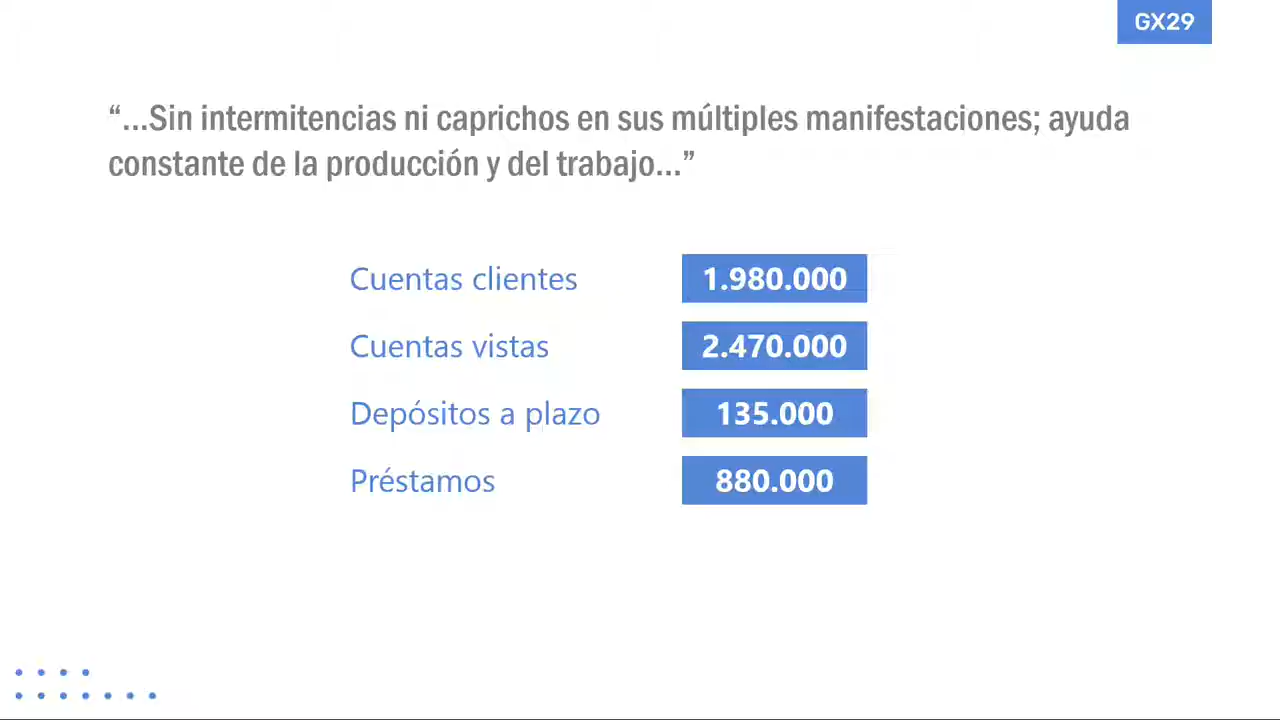 GX29
“...Sin intermitencias ni caprichos en sus múltiples manifestaciones; ayuda
constante de la producción y del trabajo...”
Cuentas clientes 1.980.000
Cuentas vistas 2.470.000
Depósitos a plazo 135.000
Préstamos 880.000